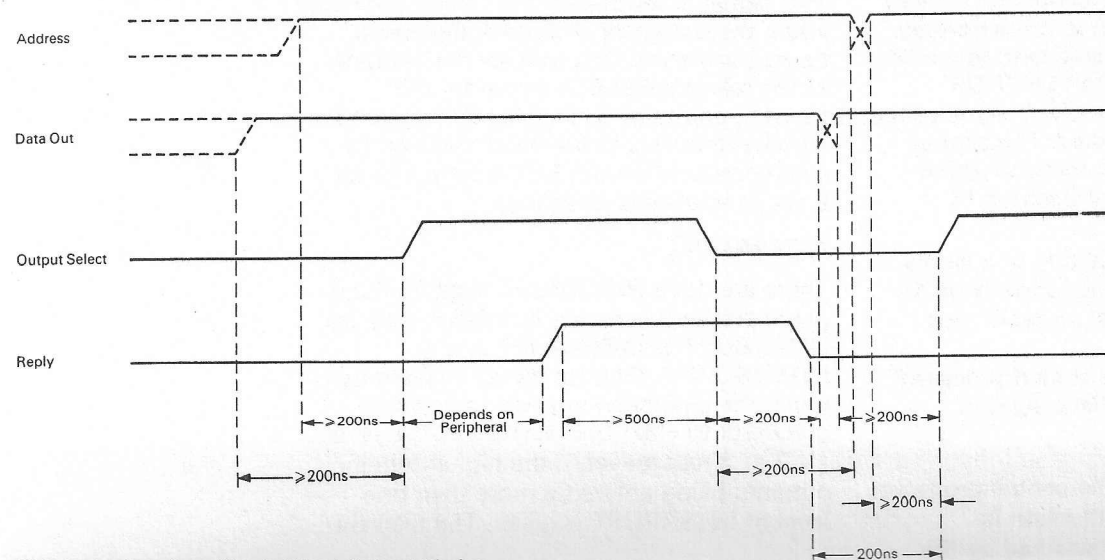 Address
Data Out
Output Select
Reply
≥200ns
Depends on
Peripheral
≥500ns
≥200ns
≥200ns
≥200ns
≥200ns
≥200ns
200ns